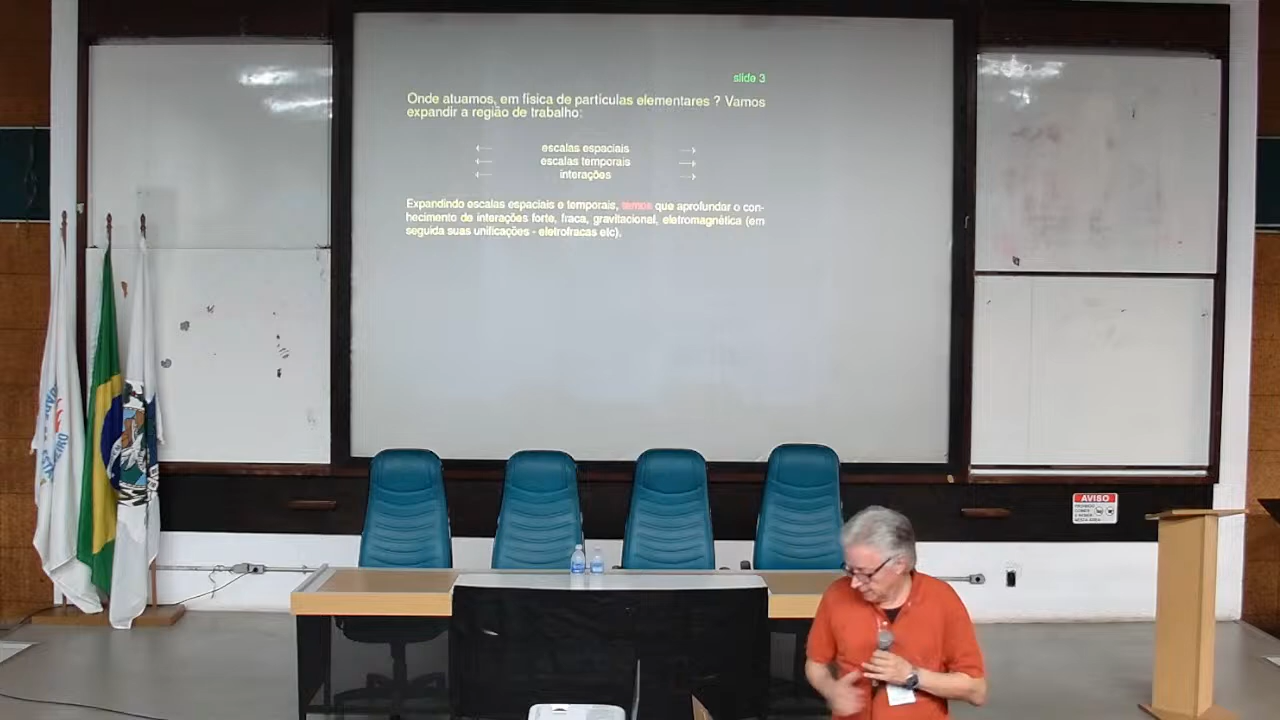 slide 3
Onde atuamos, em física de partículas elementares ? Vamos
expandir a região de trabalho:
escalas espaciais
escalas temporais
interações
Expandindo escalas espaciais e temporais, temos que aprofundar o con-
hecimento de interações forte, fraca, gravitacional, eletromagnética (em
seguida suas unificações - eletrofracas etc).
AVISO